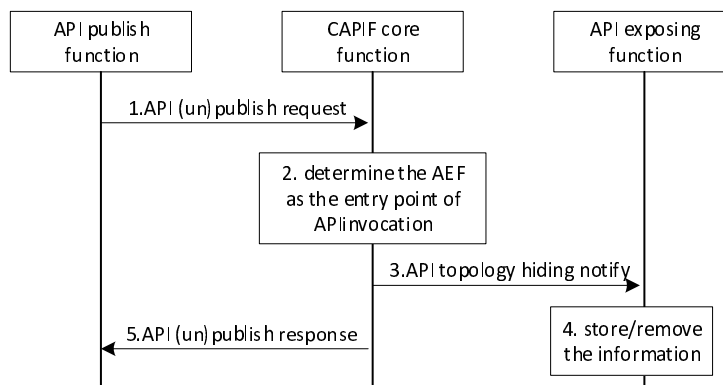 API publish
function
CAPIF core
function
API exposing
function
1.API (un)publish request
2. determine the AEF
as the entry point of
APIinvocation
3.API topology hiding notify
4. store/remove
the information
5.API (un)publish response